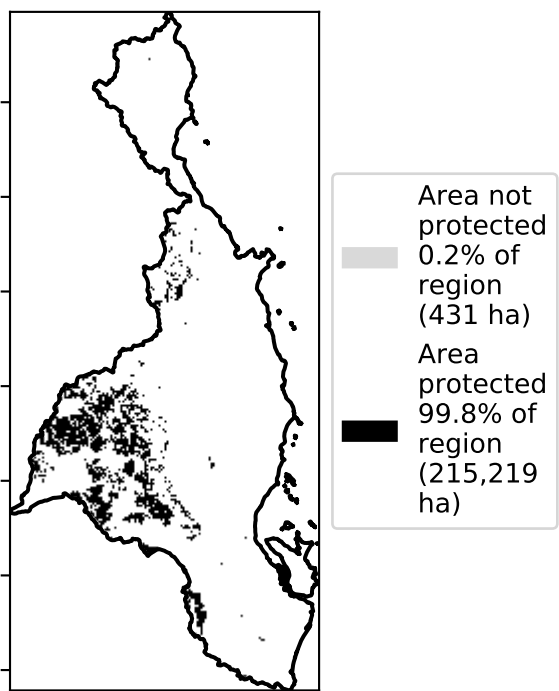 Area not
protected
0.2% of
region
(431 ha)
Area
protected
99.8% of
region
(215,219
ha)